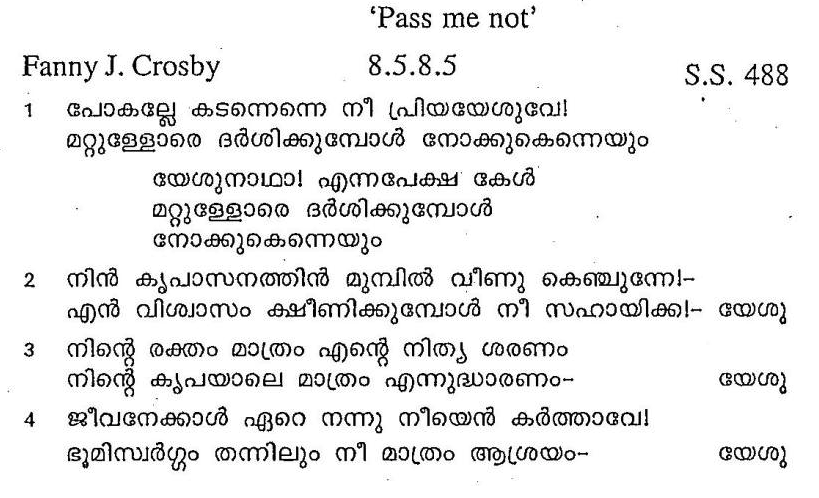 ‘Pass me not’
Fanny J. Crosby 8.5.8.5 S.S. 488
1 പോകല്ലേ കടന്നെന്നെ നീ പ്രിയയേശുവേ!
മറ്റുള്ളോരെ ദർശിക്കുമ്പോൾ നോക്കുകെന്നെയും
യേശുനാഥാ! എന്നപേക്ഷ കേൾ
മറ്റുള്ളോരെ ദർശിക്കുമ്പോൾ
നോക്കുകെന്നെയും
2 നിൻ കൃപാസനത്തിൻ മുമ്പിൽ വീണു കെഞ്ചുന്നേ!–
എൻ വിശ്വാസം ക്ഷീണിക്കുമ്പോൾ നീ സഹായിക്ക!– യേശു
3 നിന്റെ രക്തം മാത്രം എന്റെ നിത്യ ശരണം
നിന്റെ കൃപയാലെ മാത്രം എന്നുദ്ധാരണം– യേശു
4 ജീവനേക്കാൾ ഏറെ നന്നു നീയെൻ കർത്താവേ!
ഭൂമിസ്വർഗ്ഗം തന്നിലും നീ മാത്രം ആശ്രയം– യേശു